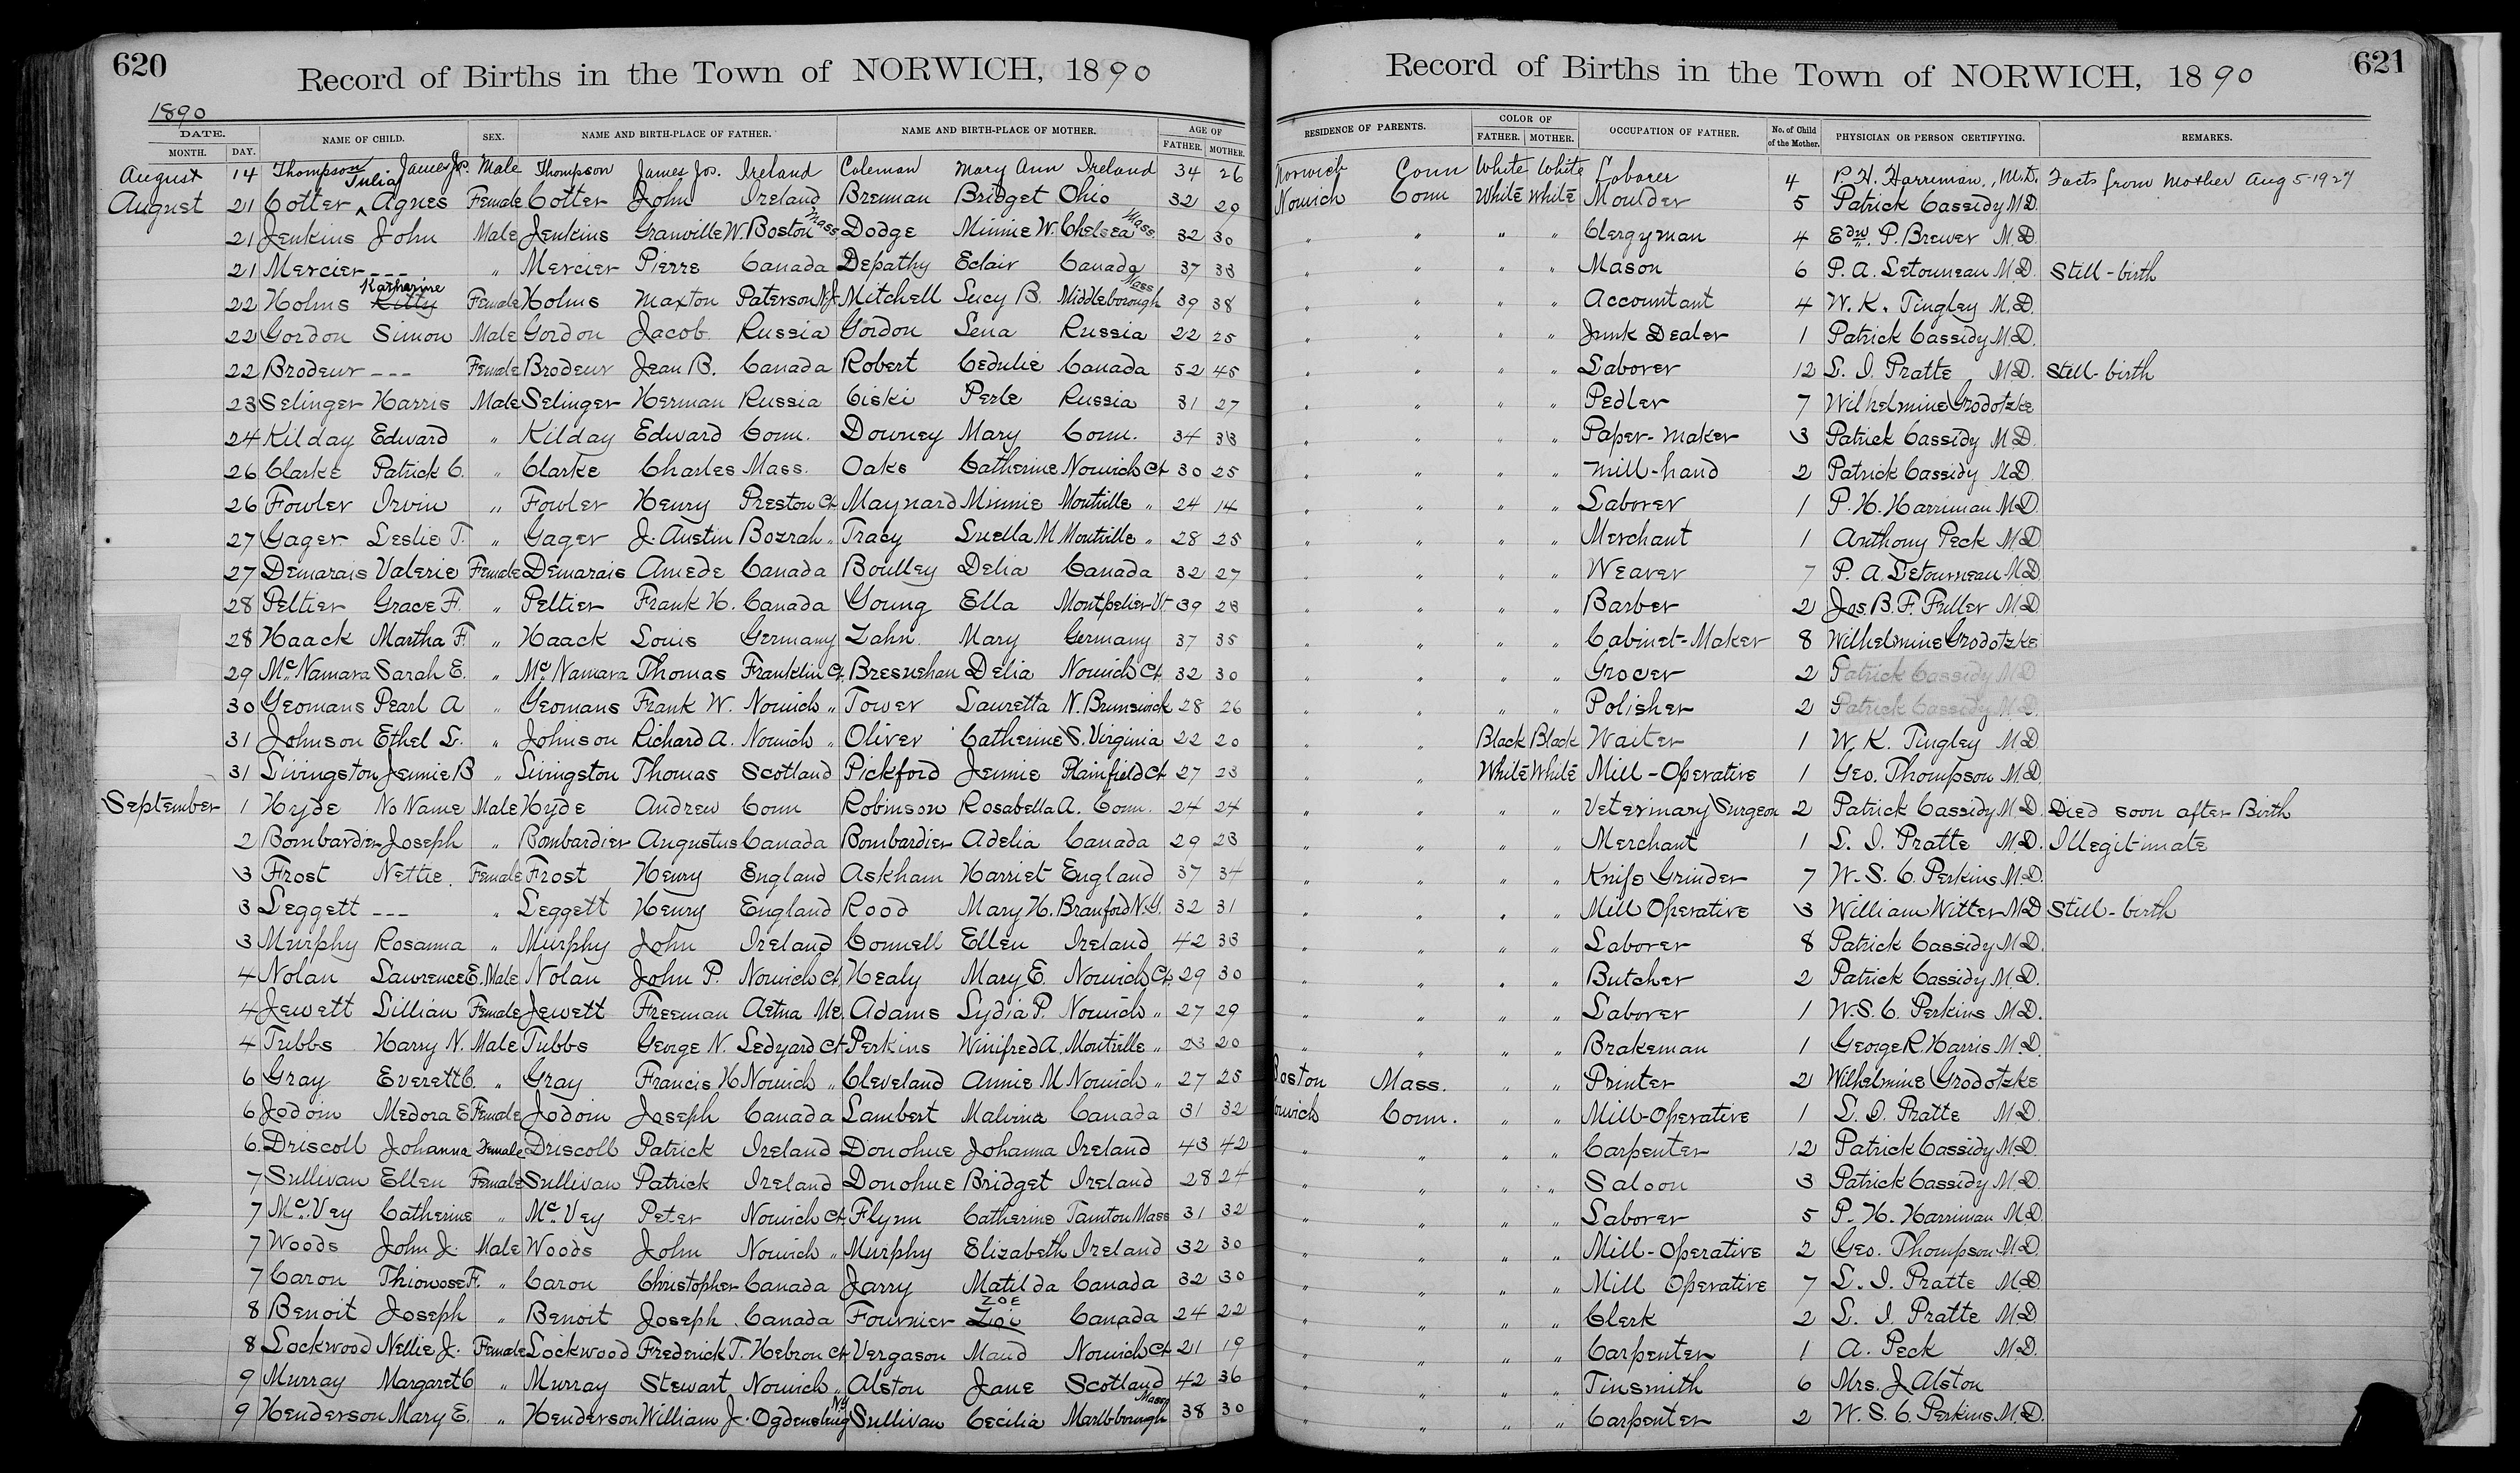 620
Record of Births in the Town of NORWICH, 1890
1890
DATE. NAME OF CHILD. SEX. NAME AND BIRTH-PLACE OF FATHER. NAME AND BIRTH-PLACE OF MOTHER. AGE OF
MONTH. DAY. FATHER. MOTHER.
August 14 Thompson James Jos. Male Thompson James Jos. Ireland Coleman Mary Ann Ireland 34 26
August 21 Cotter Julia Agnes Female Cotter John Ireland Brennan Bridget Ohio 32 29
21 Jenkins John Male Jenkins Granville W. Boston Mass. Dodge Minnie W. Chelsea Mass. 32 30
21 Mercier --- " Mercier Pierre Canada Depathy Eclair Canada 37 33
22 Holms Kitty Katharine Female Holms Maxton Paterson N.J. Mitchell Lucy B. Middleborough Mass 39 38
22 Gordon Simon Male Gordon Jacob Russia Gordon Lena Russia 22 25
22 Brodeur --- Female Brodeur Jean B. Canada Robert Cedulie Canada 52 45
23 Selinger Harris Male Selinger Herman Russia Ciski Perle Russia 31 27
24 Kilday Edward " Kilday Edward Conn. Downey Mary Conn. 34 33
26 Clarke Patrick C. " Clarke Charles Mass. Oaks Catherine Norwich Ct. 30 25
26 Fowler Irvin " Fowler Henry Preston Ct. Maynard Minnie Montville " 24 14
27 Gager Leslie T. " Gager J. Austin Bozrah " Tracy Luella M Montville " 28 25
27 Demarais Valerie Female Demarais Amede Canada Boulley Delia Canada 32 27
28 Peltier Grace F. " Peltier Frank H. Canada Young Ella Montpelier Vt 39 28
28 Haack Martha F. " Haack Louis Germany Zahn. Mary Germany 37 35
29 McNamara Sarah E. " McNamara Thomas Franklin Ct. Bresnehan Delia Norwich Ct. 32 30
30 Yeomans Pearl A " Yeomans Frank W. Norwich " Tower Lauretta N. Brunswick 28 26
31 Johnson Ethel L. " Johnson Richard A. Norwich " Oliver Catherine S. Virginia 22 20
31 Livingston Jennie B " Livingston Thomas Scotland Pickford Jennie Plainfield Ct 27 23
September 1 Hyde No Name Male Hyde Andrew Conn Robinson Rosabella A. Conn. 24 24
2 Bombardier Joseph " Bombardier Augustus Canada Bombardier Adelia Canada 29 23
3 Frost Nettie. Female Frost Henry England Askham Harriet England 37 34
3 Leggett --- " Leggett Henry England Rood Mary H. Branford N.Y. 32 31
3 Murphy Rosanna " Murphy John Ireland Connell Ellen Ireland 42 33
4 Nolan Lawrence E. Male Nolan John P. Norwich Ct. Healy Mary E. Norwich Ct. 29 30
4 Jewett Lillian Female Jewett Freeman Aetna Me. Adams Lydia P. Norwich " 27 29
4 Tubbs Harry N. Male Tubbs George N. Ledyard Ct. Perkins Winifred A. Montville " 23 20
6 Gray Everett C. " Gray Francis H Norwich " Cleveland Annie M Norwich " 27 25
6 Jodoin Medora E Female Jodoin Joseph Canada Lambert Malvina Canada 31 32
6 Driscoll Johanna Female Driscoll Patrick Ireland Donohue Johanna Ireland 43 42
7 Sullivan Ellen Female Sullivan Patrick Ireland Donohue Bridget Ireland 28 24
7 McVey Catherine " McVey Peter Norwich Ct. Flynn Catherine Taunton Mass 31 32
7 Woods John J. Male Woods John Norwich " Murphy Elizabeth Ireland 32 30
7 Caron Thiowose F. " Caron Christopher Canada Jarry Matilda Canada 32 30
8 Benoit Joseph " Benoit Joseph Canada Fournier Zoi ZOE Canada 24 22
8 Lockwood Nellie J. Female Lockwood Frederick T. Hebron Ct. Vergason Maud Norwich Ct 21 19
9 Murray Margaret C " Murray Stewart Norwich " Alston Jane Scotland 42 36
9 Henderson Mary E. " Henderson William J. Ogdensburg NY Sullivan Cecilia Marlborough Mass 38 30
621
Record of Births in the Town of NORWICH, 1890
RESIDENCE OF PARENTS. COLOR OF OCCUPATION OF FATHER. No. of Child of the Mother. PHYSICIAN OR PERSON CERTIFYING. REMARKS.
FATHER. MOTHER.
Norwich Conn White White Laborer 4 P. H. Harriman, M.D. Facts from Mother Aug 5-1927
Norwich Conn White White Moulder 5 Patrick Cassidy M.D.
" " " " Clergyman 4 Edw. P. Brewer M.D.
" " " " Mason 6 P. A. Letourneau M.D. Still-birth
" " " " Accountant 4 W. K. Tingley M.D.
" " " " Junk Dealer 1 Patrick Cassidy M.D.
" " " " Laborer 12 L. I. Pratte M.D. Still-birth
" " " " Pedler 7 Wilhelmine Grodotzke
" " " " Paper-maker 3 Patrick Cassidy M.D.
" " " " Mill-hand 2 Patrick Cassidy M.D.
" " " " Laborer 1 P. H. Harriman M.D.
" " " " Merchant 1 Anthony Peck M.D
" " " " Weaver 7 P. A. Letourneau M.D.
" " " " Barber 2 Jos. B. F. Fuller M.D
" " " " Cabinet-Maker 8 Wilhelmine Grodotzke
" " " " Grocer 2 Patrick Cassidy M.D
" " " " Polisher 2 Patrick Cassidy M.D.
" " Black Black Waiter 1 W. K. Tingley M.D
" " White White Mill-Operative 1 Geo. Thompson M.D
" " " " Veterinary Surgeon 2 Patrick Cassidy M.D. Died soon after Birth
" " " " Merchant 1 L. I. Pratte M.D. Illegitimate
" " " " Knife Grinder 7 W. S. C. Perkins M.D.
" " " " Mill Operative 3 William Witter M.D Still-birth
" " " " Laborer 8 Patrick Cassidy M.D.
" " " " Butcher 2 Patrick Cassidy M.D.
" " " " Laborer 1 W. S. C. Perkins M.D.
" " " " Brakeman 1 George R. Harris M.D.
Boston Mass. " " Printer 2 Wilhelmine Grodotzke
Norwich Conn. " " Mill-Operative 1 L. I. Pratte M.D.
" " " " Carpenter 12 Patrick Cassidy M.D.
" " " " Saloon 3 Patrick Cassidy M.D.
" " " " Laborer 5 P. H. Harriman M.D.
" " " " Mill-Operative 2 Geo. Thompson M.D.
" " " " Mill Operative 7 L. I. Pratte M.D.
" " " " Clerk 2 L. I. Pratte M.D
" " " " Carpenter 1 A. Peck M.D.
" " " " Tinsmith 6 Mrs. J Alston
" " " " Carpenter 2 W. S. C. Perkins M.D.